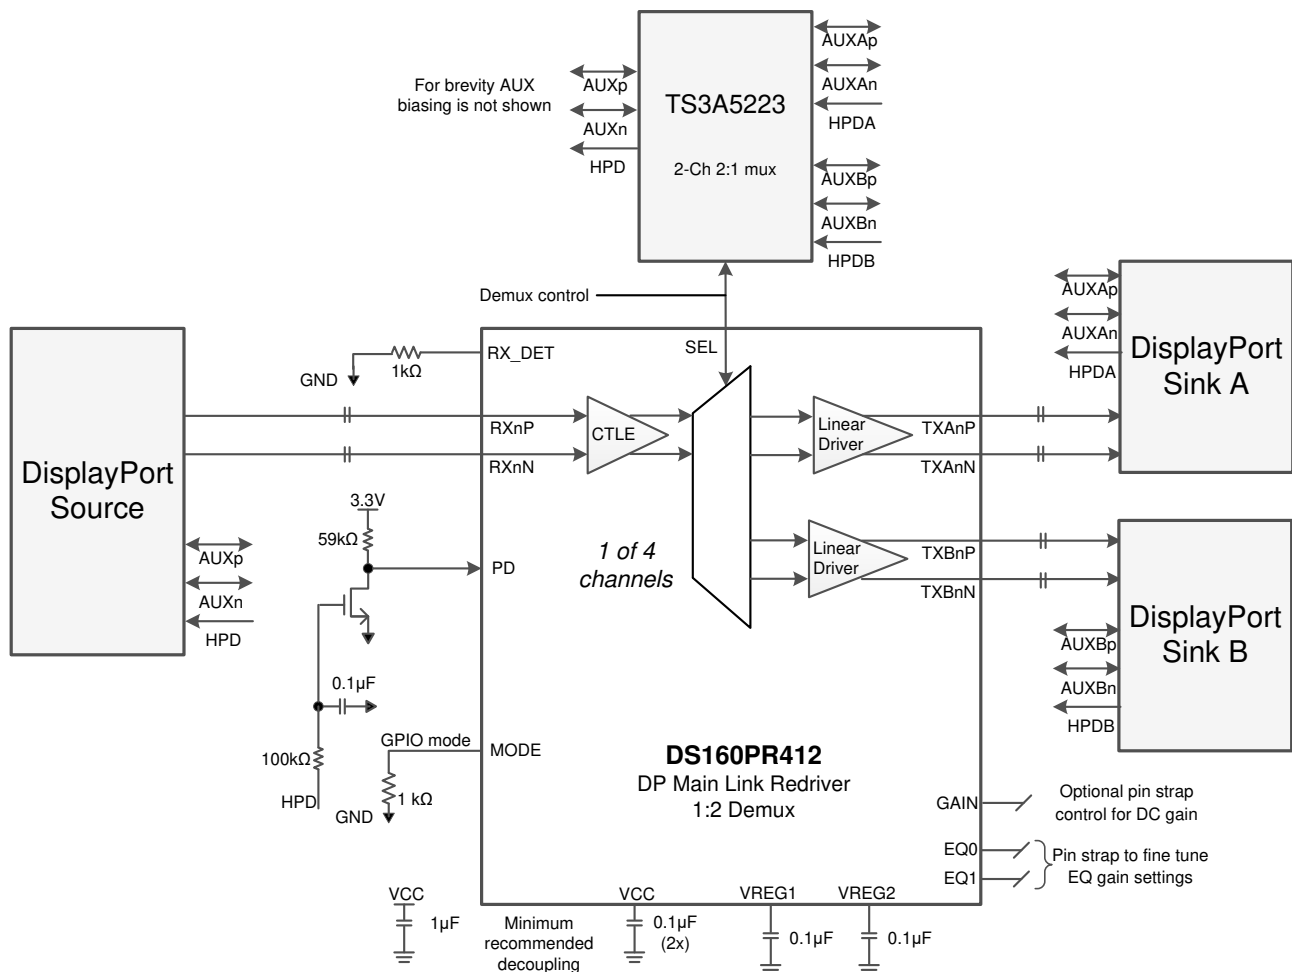 For brevity AUX
biasing is not shown
AUXp
AUXn
HPD
TS3A5223
2-Ch 2:1 mux
AUXAp
AUXAn
HPDA
AUXBp
AUXBn
HPDB
Demux control
SEL
DisplayPort
Source
AUXp
AUXn
HPD
GND
1kΩ
RX_DET
RXnP
RXnN
CTLE
Linear
Driver
TXAnP
TXAnN
Linear
Driver
TXBnP
TXBnN
1 of 4
channels
AUXAp
AUXAn
HPDA
DisplayPort
Sink A
AUXBp
AUXBn
HPDB
DisplayPort
Sink B
3.3V
59kΩ
PD
0.1µF
100kΩ
HPD
GPIO mode
MODE
1 kΩ
GND
DS160PR412
DP Main Link Redriver
1:2 Demux
GAIN
Optional pin strap
control for DC gain
EQ0
EQ1
Pin strap to fine tune
EQ gain settings
VCC
1µF
Minimum
recommended
decoupling
VCC
0.1µF
(2x)
VREG1
0.1µF
VREG2
0.1µF